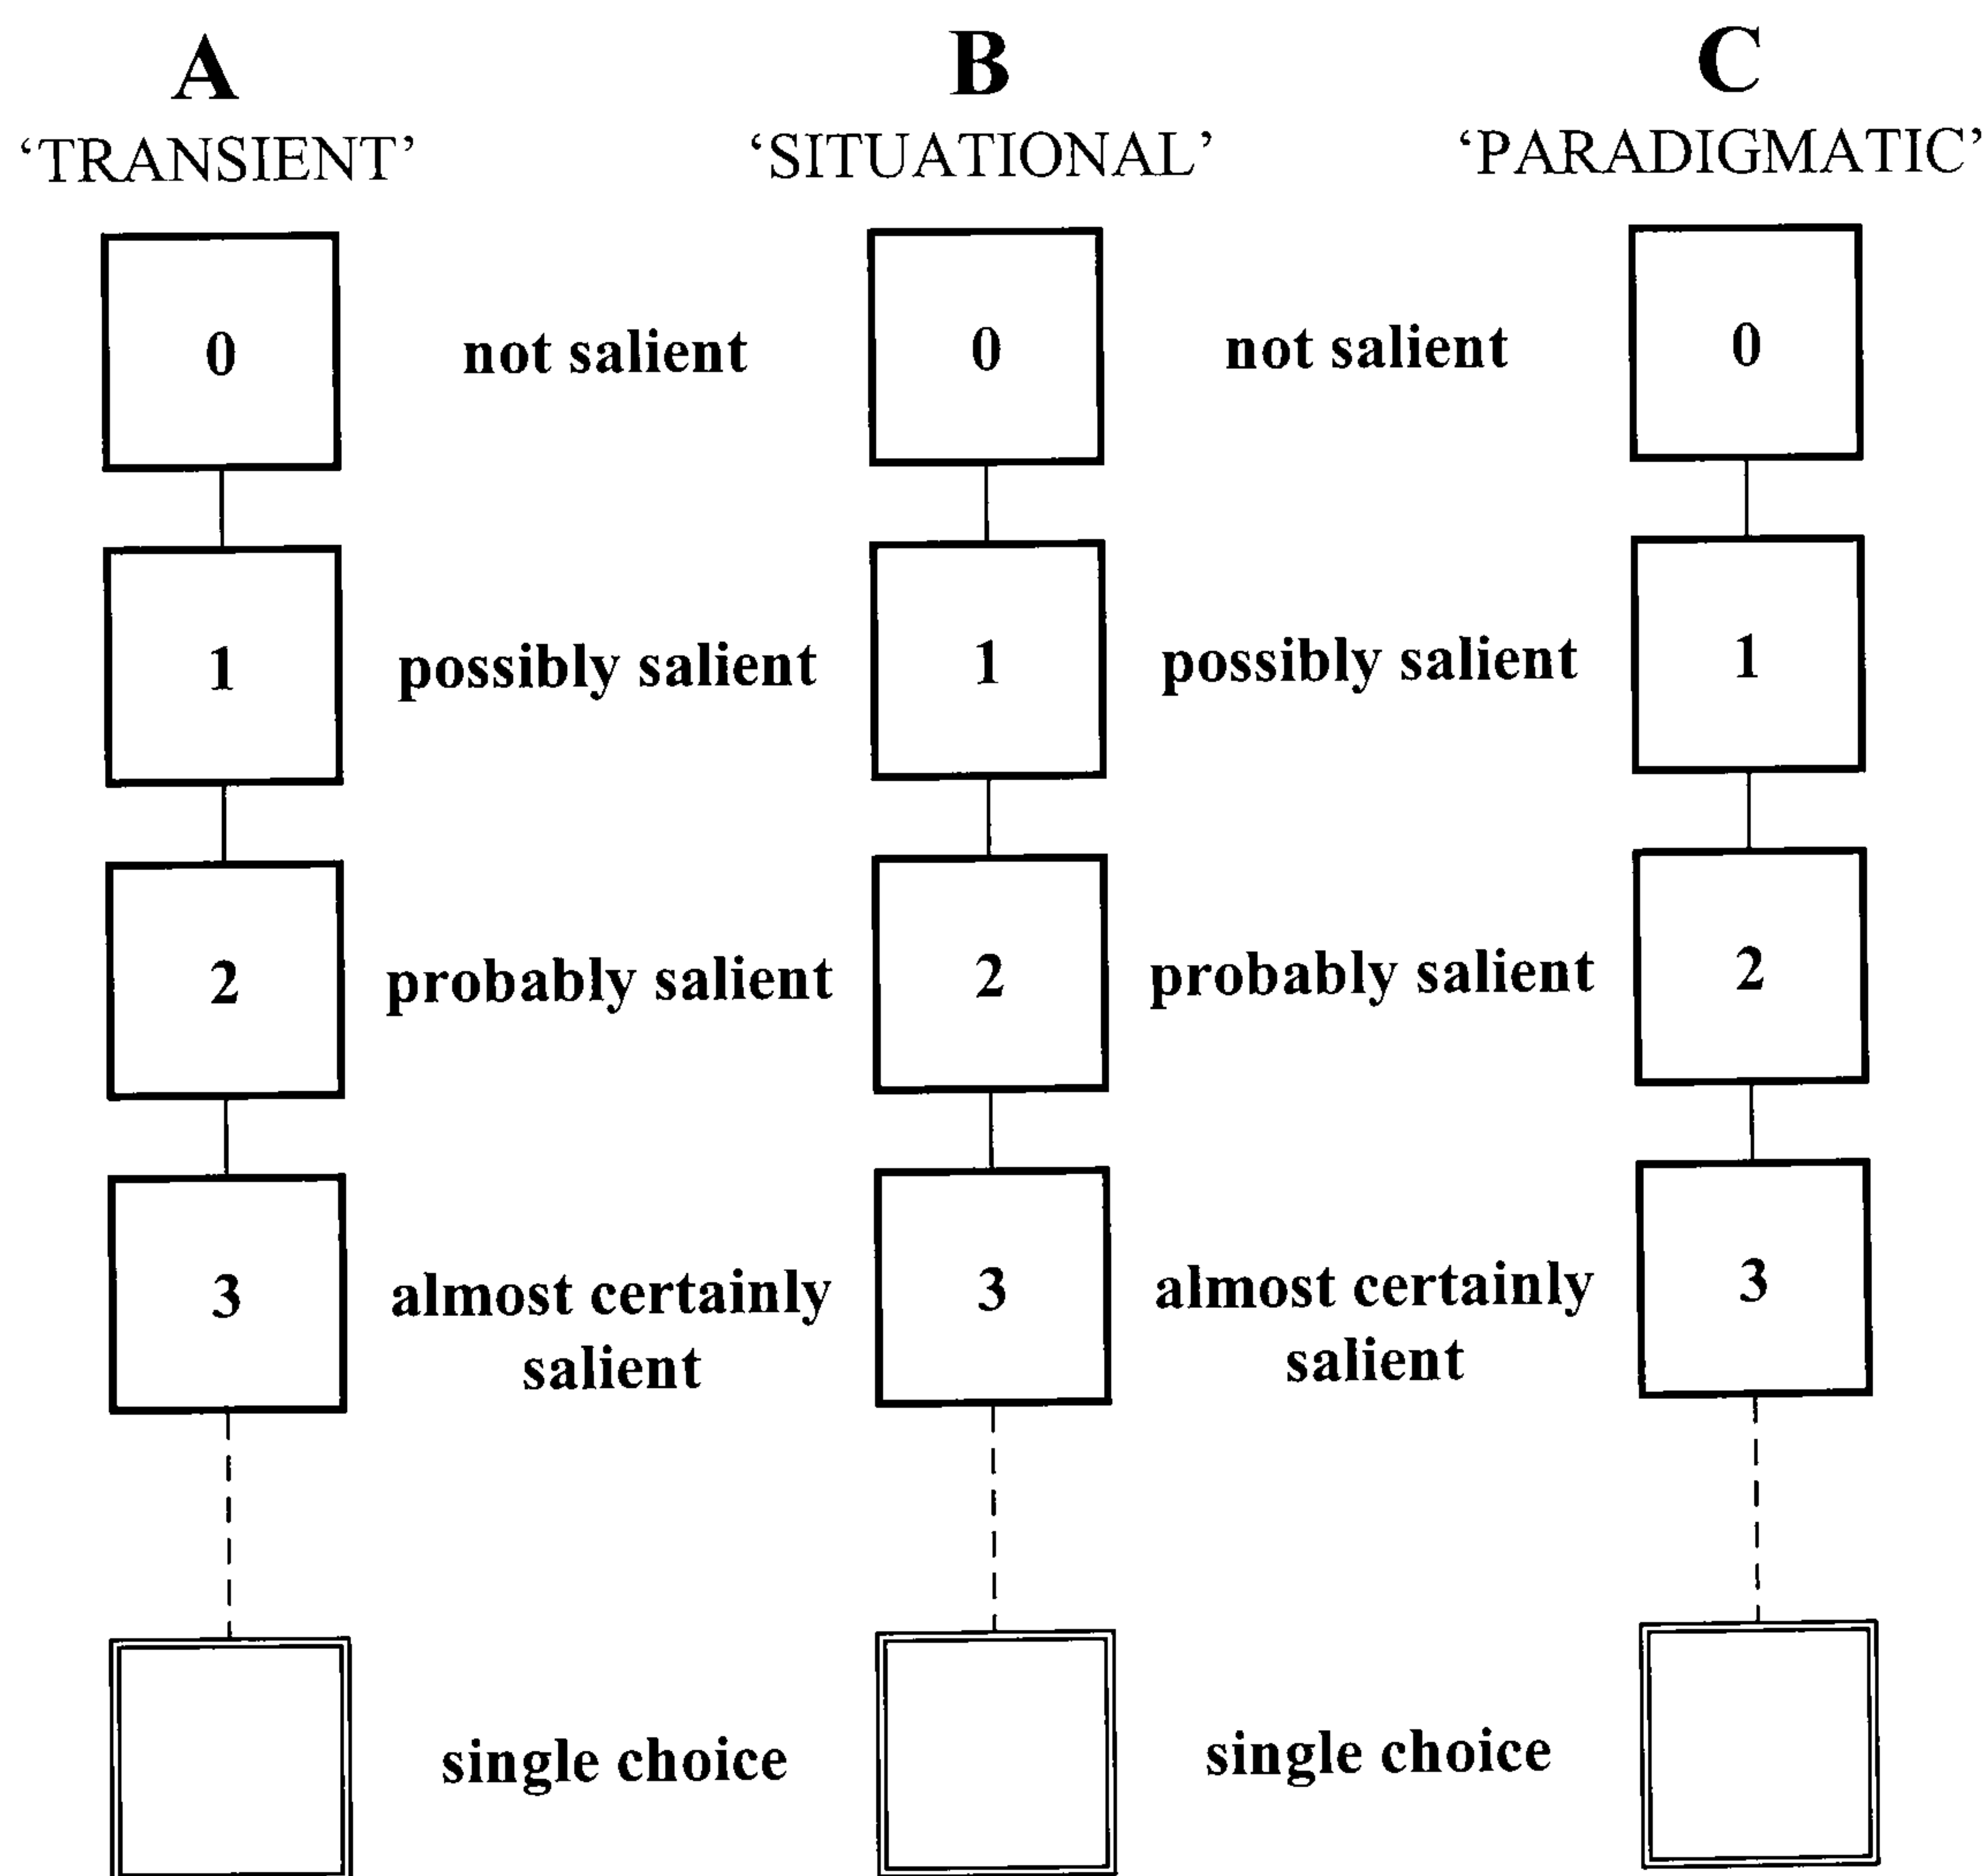 A B C
‘TRANSIENT’ ‘SITUATIONAL’ ‘PARADIGMATIC’
0 not salient 0 not salient 0
1 possibly salient 1 possibly salient 1
2 probably salient 2 probably salient 2
3 almost certainly 3 almost certainly 3
salient salient
single choice single choice